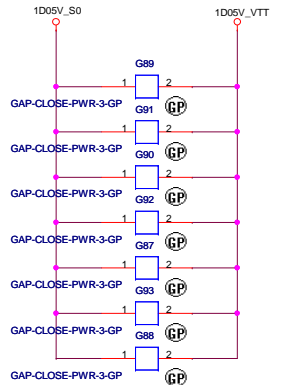 1D05V_S0 1D05V_VTT
G89
1 2
GAP-CLOSE-PWR-3-GP GP
G91
1 2
GAP-CLOSE-PWR-3-GP GP
G90
1 2
GAP-CLOSE-PWR-3-GP GP
G92
1 2
GAP-CLOSE-PWR-3-GP GP
G87
1 2
GAP-CLOSE-PWR-3-GP GP
G93
1 2
GAP-CLOSE-PWR-3-GP GP
G88
1 2
GAP-CLOSE-PWR-3-GP GP